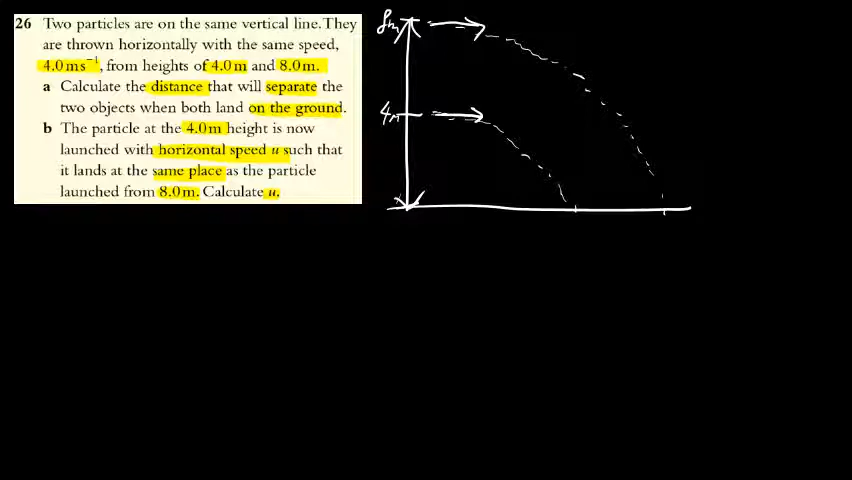 26 Two particles are on the same vertical line. They
are thrown horizontally with the same speed,
4.0 m s⁻¹, from heights of 4.0 m and 8.0 m.
a Calculate the distance that will separate the
two objects when both land on the ground.
b The particle at the 4.0 m height is now
launched with horizontal speed u such that
it lands at the same place as the particle
launched from 8.0 m. Calculate u.
8m
4m